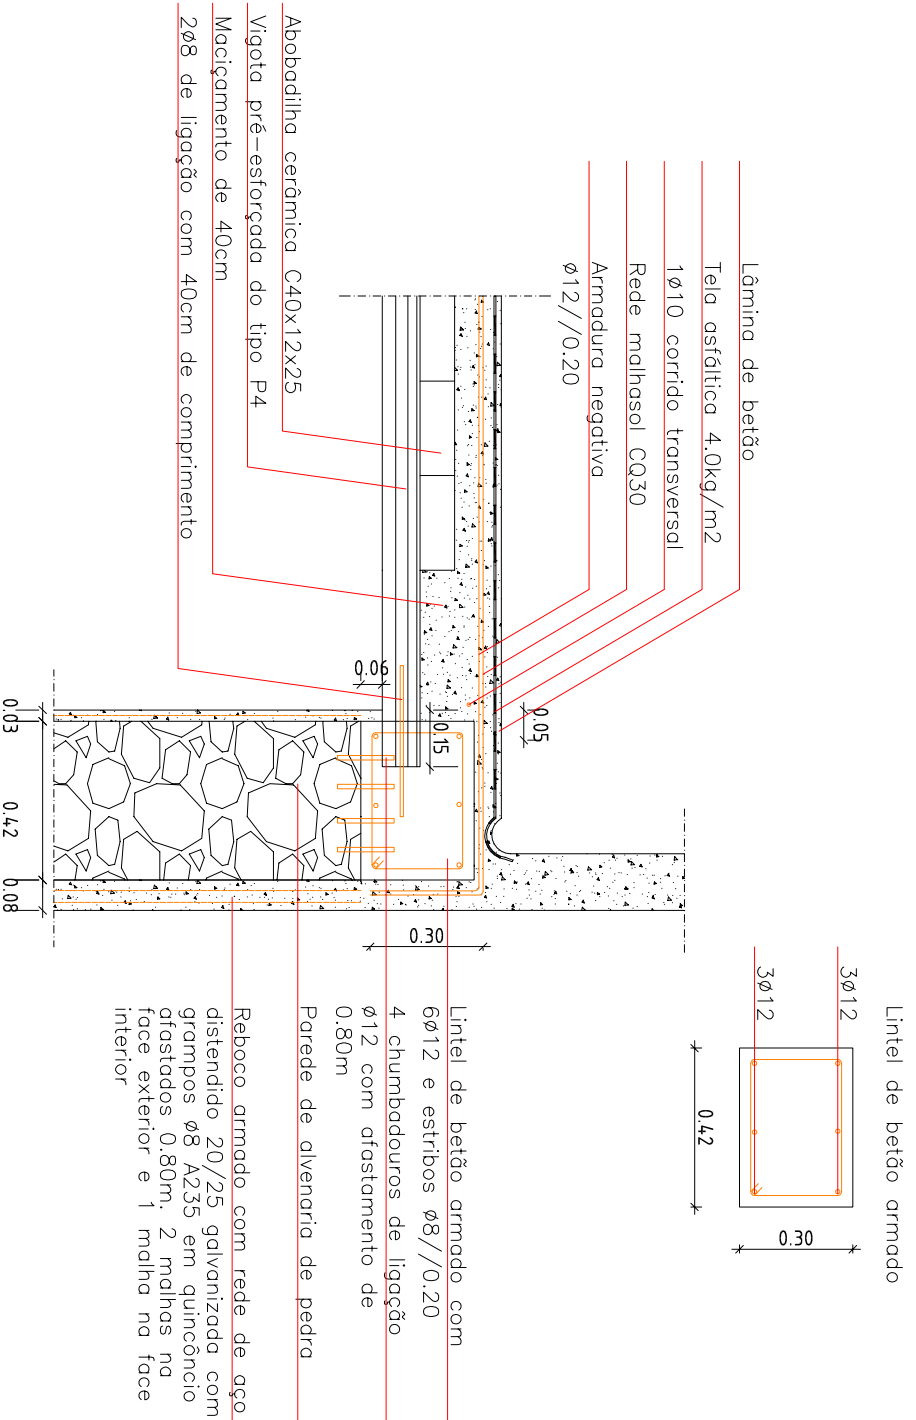 Lintel de betão armado
3Ø12
3Ø12
0.42
0.30
Lâmina de betão
Tela asfáltica 4.0kg/m2
1Ø10 corrido transversal
Rede malhasol CQ30
Armadura negativa
Ø12//0.20
0.05
0.15
0.06
0.03
0.42
0.08
0.30
Abobadilha cerâmica C40x12x25
Vigota pré-esforçada do tipo P4
Maciçamento de 40cm
2Ø8 de ligação com 40cm de comprimento
Lintel de betão armado com
6Ø12 e estribos Ø8//0.20
4 chumbadouros de ligação
Ø12 com afastamento de
0.80m
Parede de alvenaria de pedra
Reboco armado com rede de aço
distendido 20/25 galvanizada com
grampos Ø8 A235 em quincôncio
afastados 0.80m. 2 malhas na
face exterior e 1 malha na face
interior